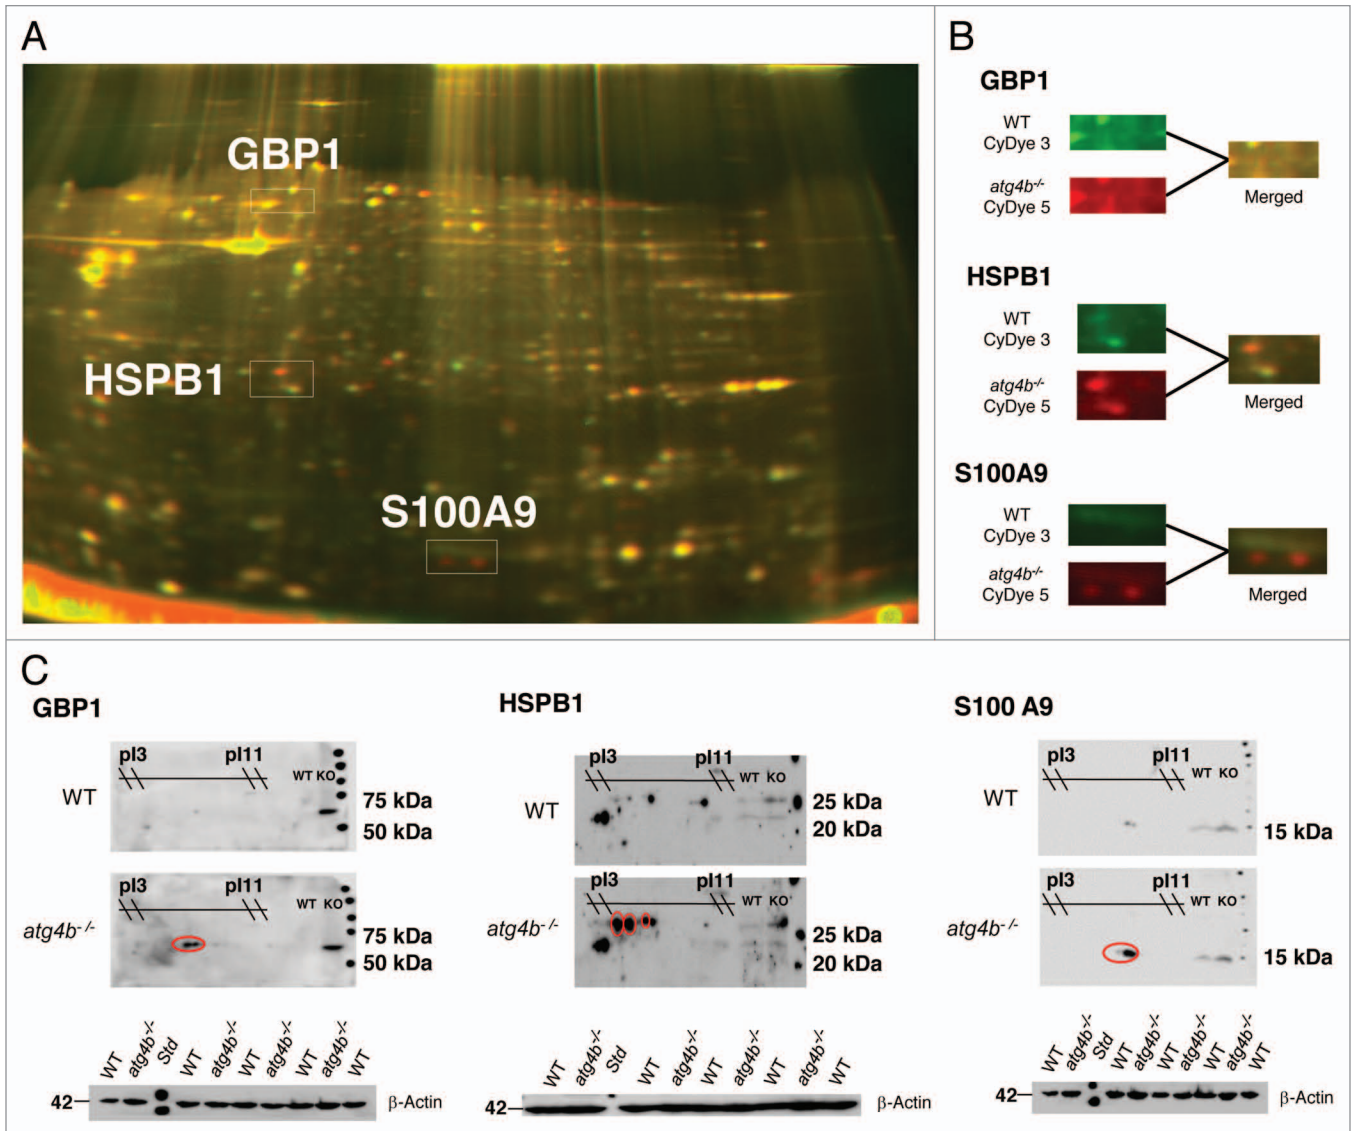 A
GBP1
HSPB1
S100A9
B
GBP1
WT
CyDye 3
atg4b-/-
CyDye 5
Merged
HSPB1
WT
CyDye 3
atg4b-/-
CyDye 5
Merged
S100A9
WT
CyDye 3
atg4b-/-
CyDye 5
Merged
C
GBP1
pI3 pI11
WT KO
WT
75 kDa
50 kDa
pI3 pI11
WT KO
atg4b-/-
75 kDa
50 kDa
WT atg4b-/- Std WT atg4b-/- WT atg4b-/- WT atg4b-/- WT
42
β-Actin
HSPB1
pI3 pI11
WT KO
WT
25 kDa
20 kDa
pI3 pI11
WT KO
atg4b-/-
25 kDa
20 kDa
WT atg4b-/- Std WT atg4b-/- WT atg4b-/- WT atg4b-/- WT
42
β-Actin
S100 A9
pI3 pI11
WT KO
WT
15 kDa
pI3 pI11
WT KO
atg4b-/-
15 kDa
WT atg4b-/- Std WT atg4b-/- WT atg4b-/- WT atg4b-/- WT
42
β-Actin